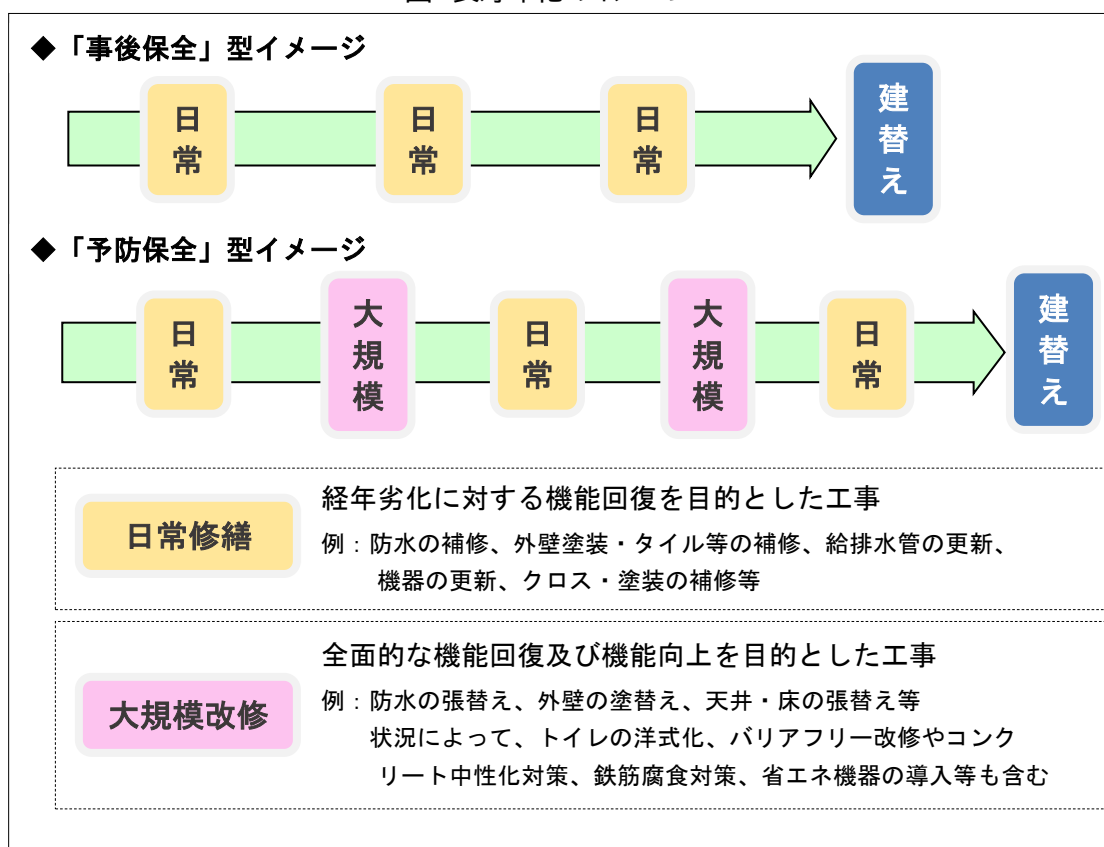 ◆「事後保全」型イメージ
日常
日常
日常
建替え
◆「予防保全」型イメージ
日常
大規模
日常
大規模
日常
建替え
日常修繕
経年劣化に対する機能回復を目的とした工事
例：防水の補修、外壁塗装・タイル等の補修、給排水管の更新、
機器の更新、クロス・塗装の補修等
大規模改修
全面的な機能回復及び機能向上を目的とした工事
例：防水の張替え、外壁の塗替え、天井・床の張替え等
状況によって、トイレの洋式化、バリアフリー改修やコンク
リート中性化対策、鉄筋腐食対策、省エネ機器の導入等も含む